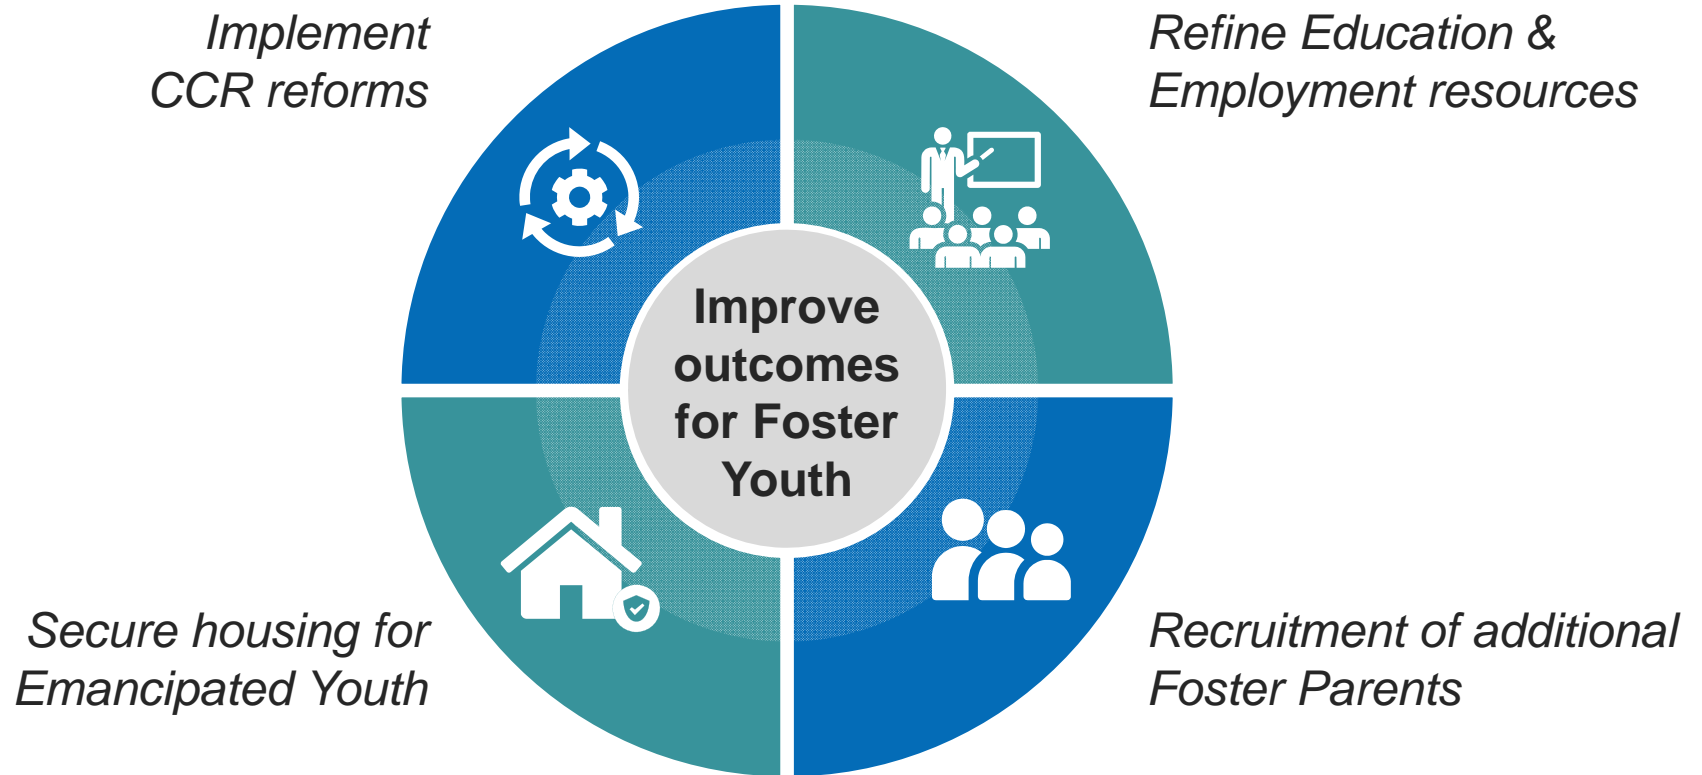 Implement
CCR reforms
Refine Education &
Employment resources
Improve
outcomes
for Foster
Youth
Secure housing for
Emancipated Youth
Recruitment of additional
Foster Parents